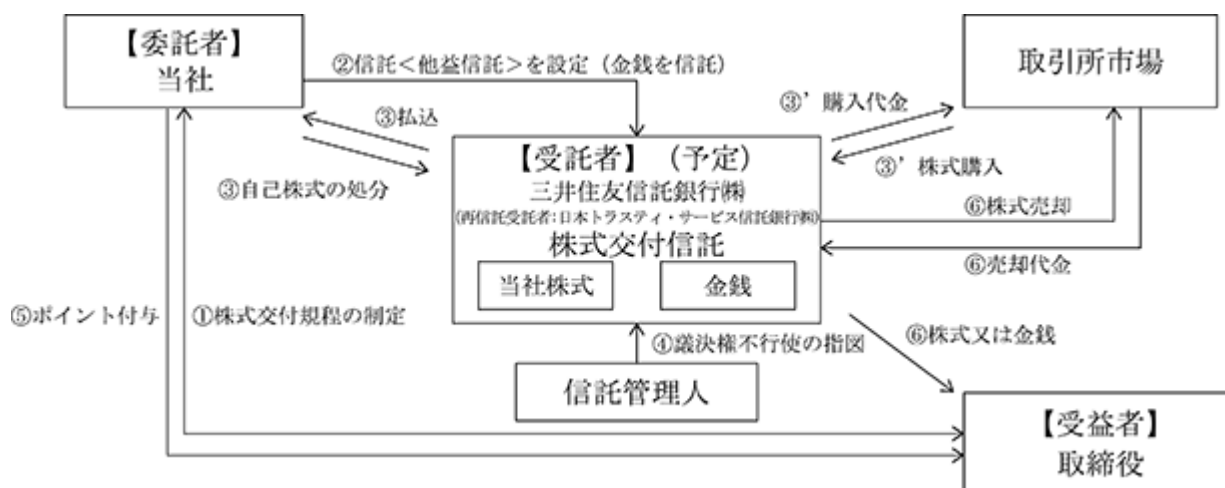 【委託者】
当社
②信託＜他益信託＞を設定（金銭を信託）
取引所市場
③払込
③自己株式の処分
③’購入代金
③’株式購入
【受託者】（予定）
三井住友信託銀行㈱
(再信託受託者：日本トラスティ・サービス信託銀行㈱)
株式交付信託
当社株式
金銭
⑥株式売却
⑥売却代金
⑤ポイント付与
①株式交付規程の制定
④議決権不行使の指図
⑥株式又は金銭
信託管理人
【受益者】
取締役